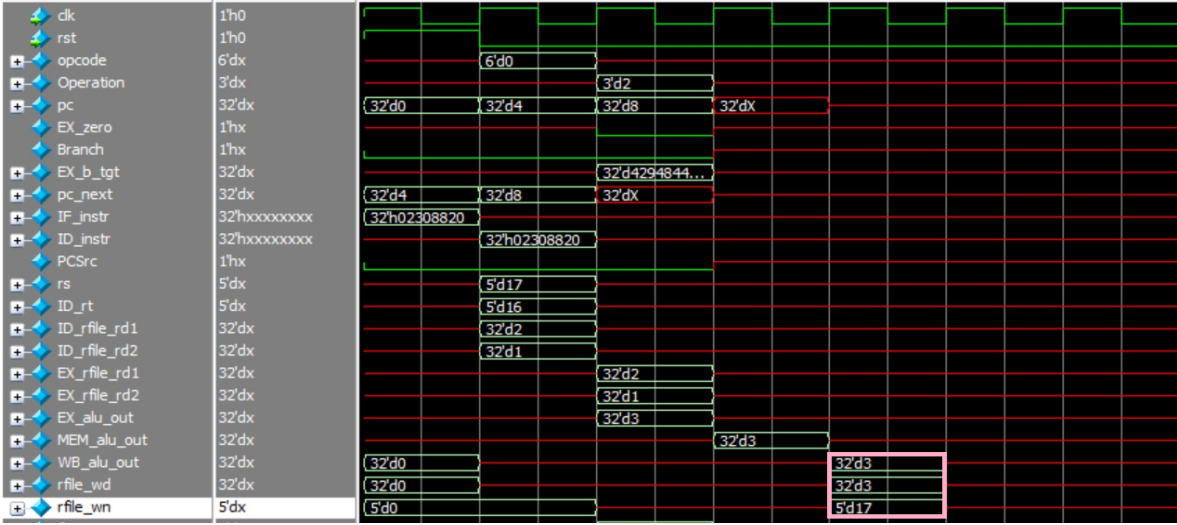 clk 1'h0
rst 1'h0
opcode 6'dx 6'd0
Operation 3'dx 3'd2
pc 32'dx 32'd0 32'd4 32'd8 32'dX
EX_zero 1'hx
Branch 1'hx
EX_b_tgt 32'dx 32'd4294844...
pc_next 32'dx 32'd4 32'd8 32'dX
IF_instr 32'hxxxxxxxx 32'h02308820
ID_instr 32'hxxxxxxxx 32'h02308820
PCSrc 1'hx
rs 5'dx 5'd17
ID_rt 5'dx 5'd16
ID_rfile_rd1 32'dx 32'd2
ID_rfile_rd2 32'dx 32'd1
EX_rfile_rd1 32'dx 32'd2
EX_rfile_rd2 32'dx 32'd1
EX_alu_out 32'dx 32'd3
MEM_alu_out 32'dx 32'd3
WB_alu_out 32'dx 32'd0 32'd3
rfile_wd 32'dx 32'd0 32'd3
rfile_wn 5'dx 5'd0 5'd17